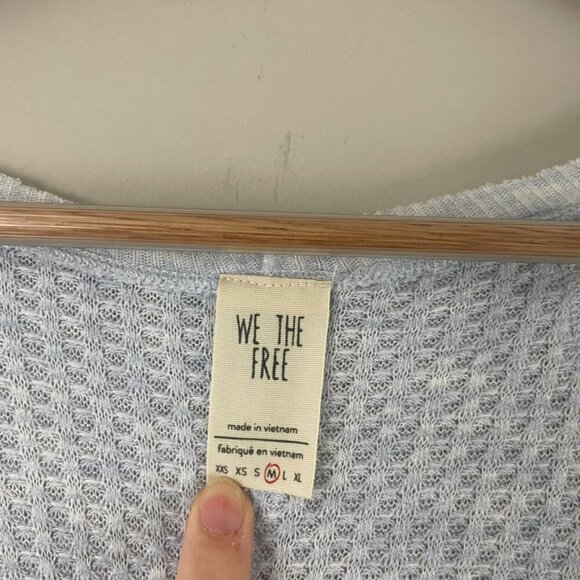 WE THE
FREE
made in vietnam
fabriqué en vietnam
XXS XS S M L XL